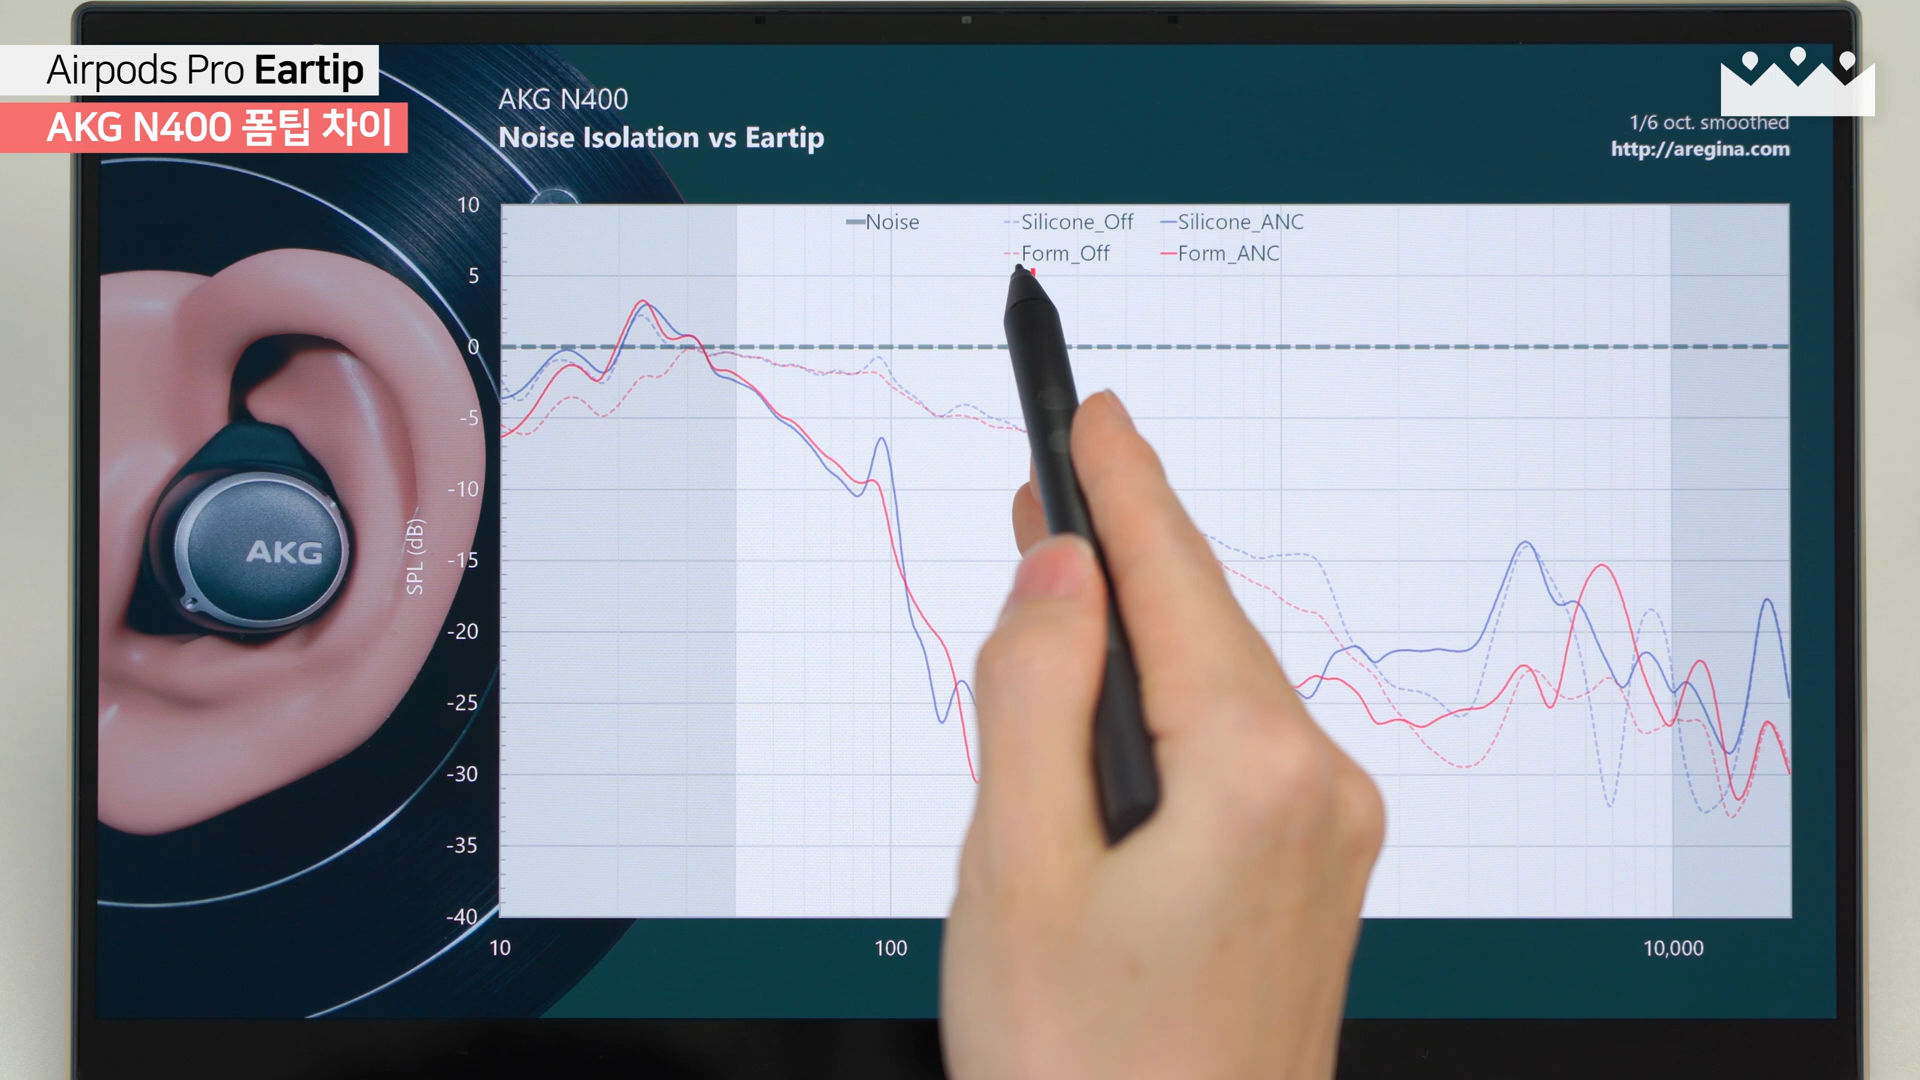 Airpods Pro Eartip
AKG N400 폼팁 차이
AKG N400
Noise Isolation vs Eartip
1/6 oct. smoothed
http://aregina.com
Noise
Silicone_Off
Silicone_ANC
Form_Off
Form_ANC
10
5
0
-5
-10
-15
-20
-25
-30
-35
-40
SPL (dB)
AKG
10
100
10,000